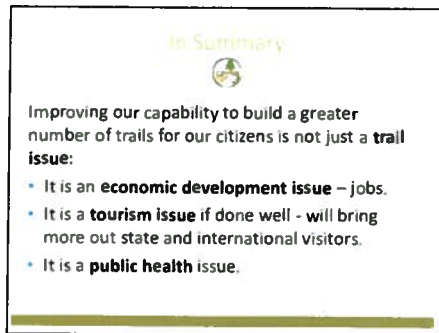 In Summary
Improving our capability to build a greater
number of trails for our citizens is not just a trail
issue:
• It is an economic development issue – jobs.
• It is a tourism issue if done well - will bring
more out state and international visitors.
• It is a public health issue.